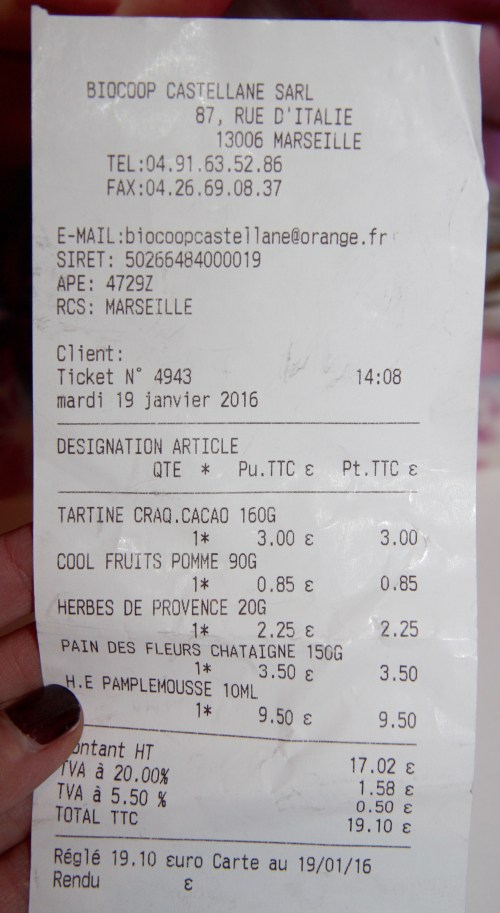 BIOCOOP CASTELLANE SARL
87, RUE D'ITALIE
13006 MARSEILLE
TEL:04.91.63.52.86
FAX:04.26.69.08.37
E-MAIL:biocoopcastellane@orange.fr
SIRET: 50266484000019
APE: 4729Z
RCS: MARSEILLE
Client:
Ticket N° 4943 14:08
mardi 19 janvier 2016
DESIGNATION ARTICLE
QTE * Pu.TTC ε Pt.TTC ε
TARTINE CRAQ.CACAO 160G
1* 3.00 ε 3.00
COOL FRUITS POMME 90G
1* 0.85 ε 0.85
HERBES DE PROVENCE 20G
1* 2.25 ε 2.25
PAIN DES FLEURS CHATAIGNE 150G
1* 3.50 ε 3.50
H.E PAMPLEMOUSSE 10ML
1* 9.50 ε 9.50
ontant HT 17.02 ε
TVA à 20.00% 1.58 ε
TVA à 5.50 % 0.50 ε
TOTAL TTC 19.10 ε
Réglé 19.10 εuro Carte au 19/01/16
Rendu ε